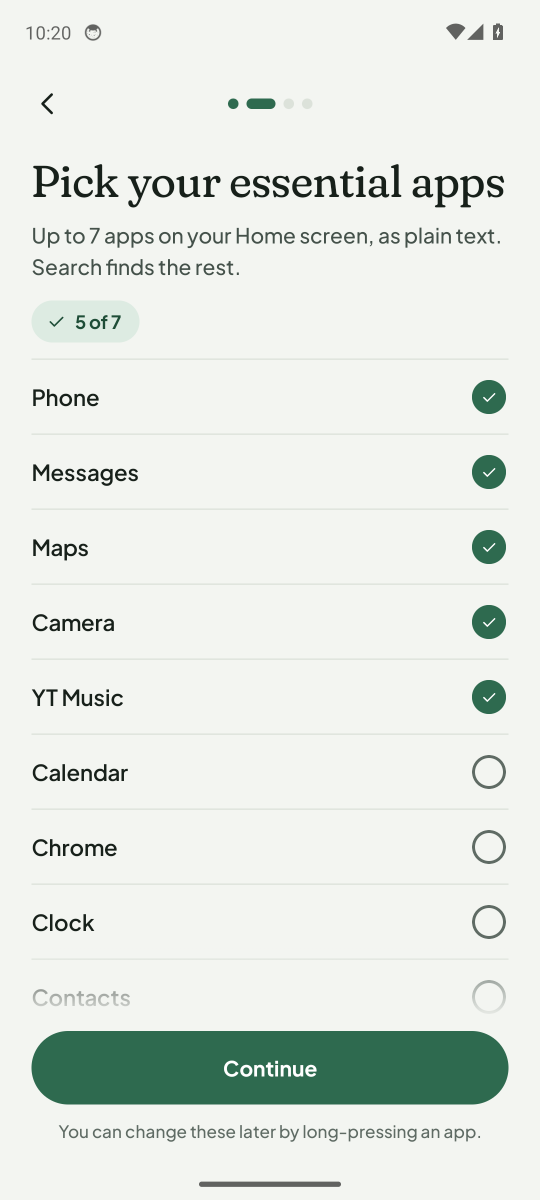 10:20
Pick your essential apps
Up to 7 apps on your Home screen, as plain text.
Search finds the rest.
5 of 7
Phone
Messages
Maps
Camera
YT Music
Calendar
Chrome
Clock
Contacts
Continue
You can change these later by long-pressing an app.